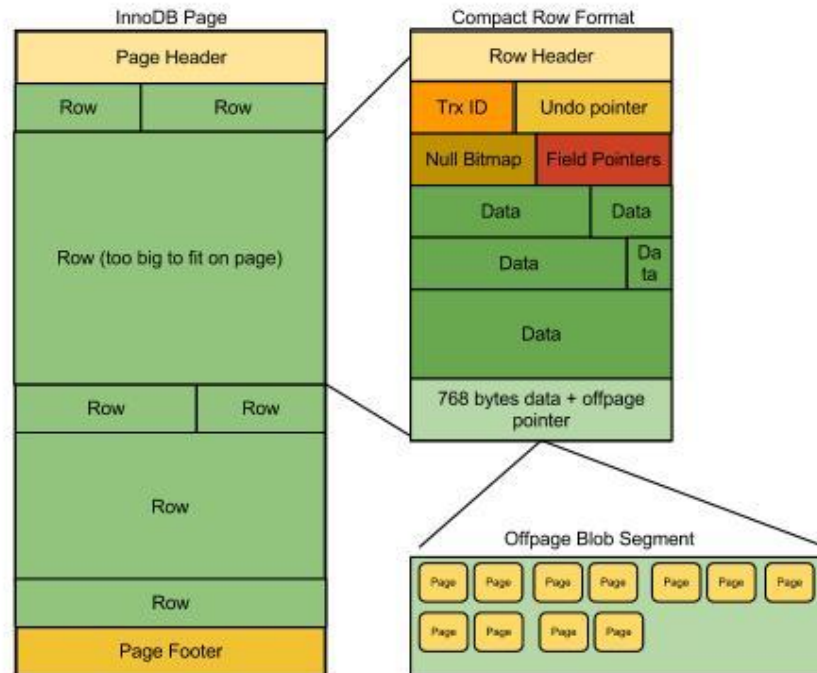 InnoDB Page
Page Header
Row
Row
Row (too big to fit on page)
Row
Row
Row
Row
Page Footer
Compact Row Format
Row Header
Trx ID
Undo pointer
Null Bitmap
Field Pointers
Data
Data
Data
Da
ta
Data
768 bytes data + offpage
pointer
Offpage Blob Segment
Page
Page
Page
Page
Page
Page
Page
Page
Page
Page
Page